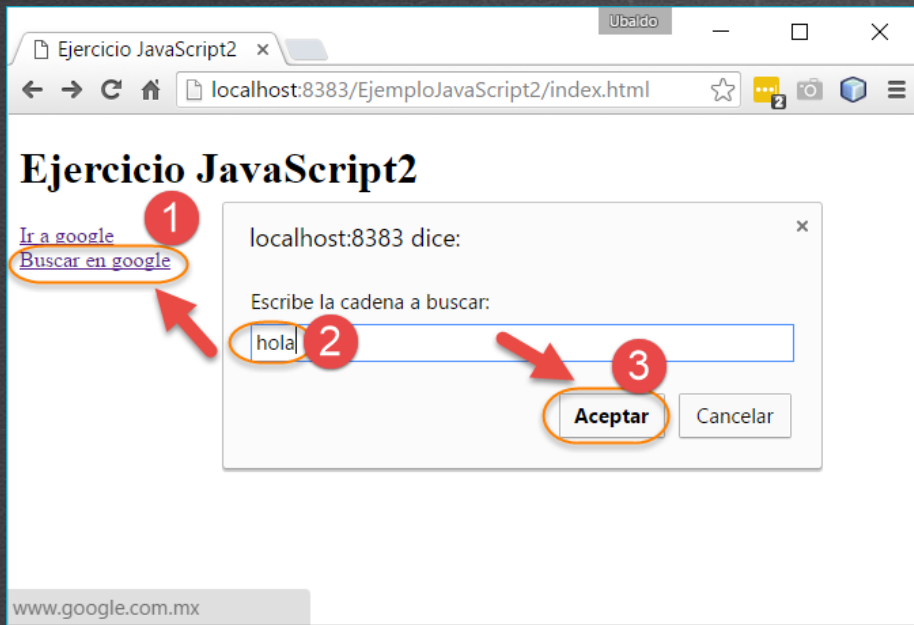 Ubaldo
Ejercicio JavaScript2
localhost:8383/EjemploJavaScript2/index.html
2
Ejercicio JavaScript2
1
Ir a google
Buscar en google
localhost:8383 dice:
Escribe la cadena a buscar:
hola
2
3
Aceptar
Cancelar
www.google.com.mx